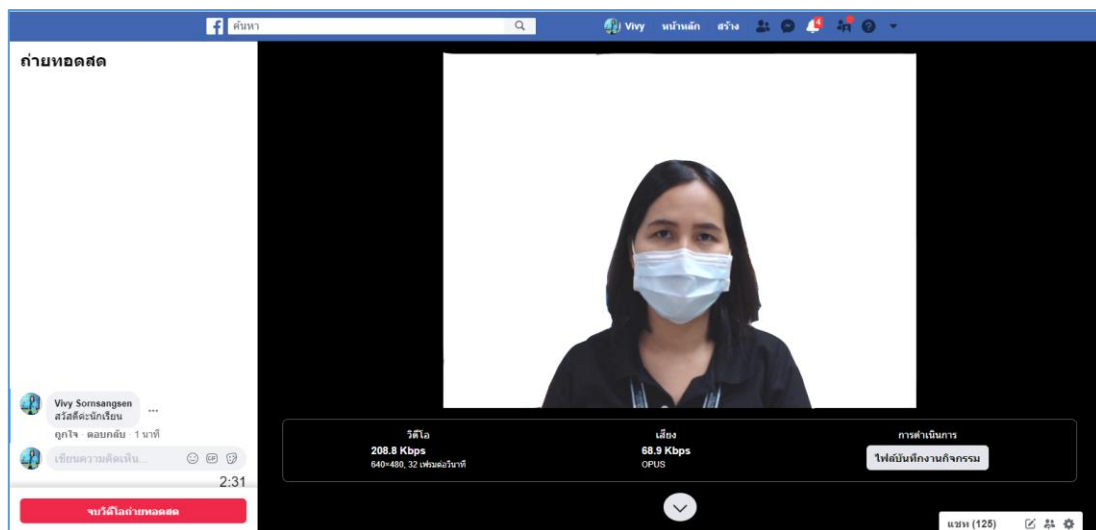 ค้นหา
Vivy หน้าหลัก สร้าง
4
ถ่ายทอดสด
Vivy Sornsangsen
สวัสดีค่ะนักเรียน
ถูกใจ · ตอบกลับ · 1 นาที
เขียนความคิดเห็น...
GIF
2:31
จบวิดีโอถ่ายทอดสด
วิดีโอ
208.8 Kbps
640×480, 32 เฟรมต่อวินาที
เสียง
68.9 Kbps
OPUS
การดำเนินการ
ไฟล์บันทึกงานกิจกรรม
แชท (125)